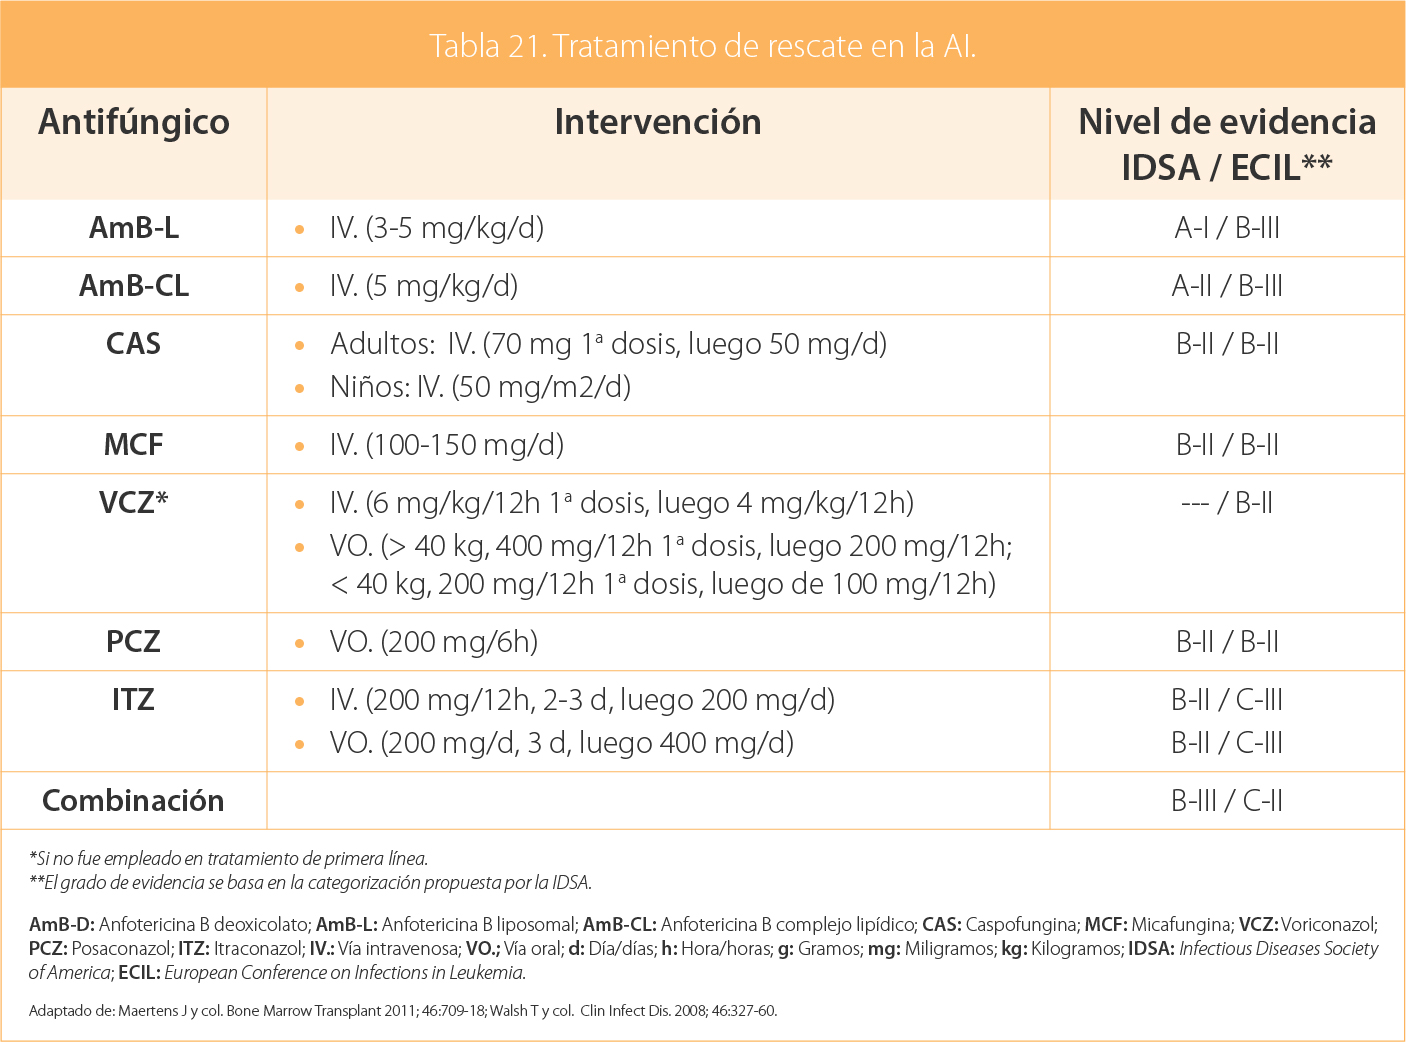 Tabla 21. Tratamiento de rescate en la AI.
Antifúngico
Intervención
Nivel de evidencia
IDSA / ECIL**
AmB-L
• IV. (3-5 mg/kg/d)
A-I / B-III
AmB-CL
• IV. (5 mg/kg/d)
A-II / B-III
CAS
• Adultos: IV. (70 mg 1ª dosis, luego 50 mg/d)
B-II / B-II
• Niños: IV. (50 mg/m2/d)
MCF
• IV. (100-150 mg/d)
B-II / B-II
VCZ*
• IV. (6 mg/kg/12h 1ª dosis, luego 4 mg/kg/12h)
--- / B-II
• VO. (> 40 kg, 400 mg/12h 1ª dosis, luego 200 mg/12h;
< 40 kg, 200 mg/12h 1ª dosis, luego de 100 mg/12h)
PCZ
• VO. (200 mg/6h)
B-II / B-II
ITZ
• IV. (200 mg/12h, 2-3 d, luego 200 mg/d)
B-II / C-III
• VO. (200 mg/d, 3 d, luego 400 mg/d)
B-II / C-III
Combinación
B-III / C-II
*Si no fue empleado en tratamiento de primera línea.
**El grado de evidencia se basa en la categorización propuesta por la IDSA.
AmB-D: Anfotericina B deoxicolato; AmB-L: Anfotericina B liposomal; AmB-CL: Anfotericina B complejo lipídico; CAS: Caspofungina; MCF: Micafungina; VCZ: Voriconazol;
PCZ: Posaconazol; ITZ: Itraconazol; IV.: Vía intravenosa; VO.; Vía oral; d: Día/días; h: Hora/horas; g: Gramos; mg: Miligramos; kg: Kilogramos; IDSA: Infectious Diseases Society
of America; ECIL: European Conference on Infections in Leukemia.
Adaptado de: Maertens J y col. Bone Marrow Transplant 2011; 46:709-18; Walsh T y col. Clin Infect Dis. 2008; 46:327-60.